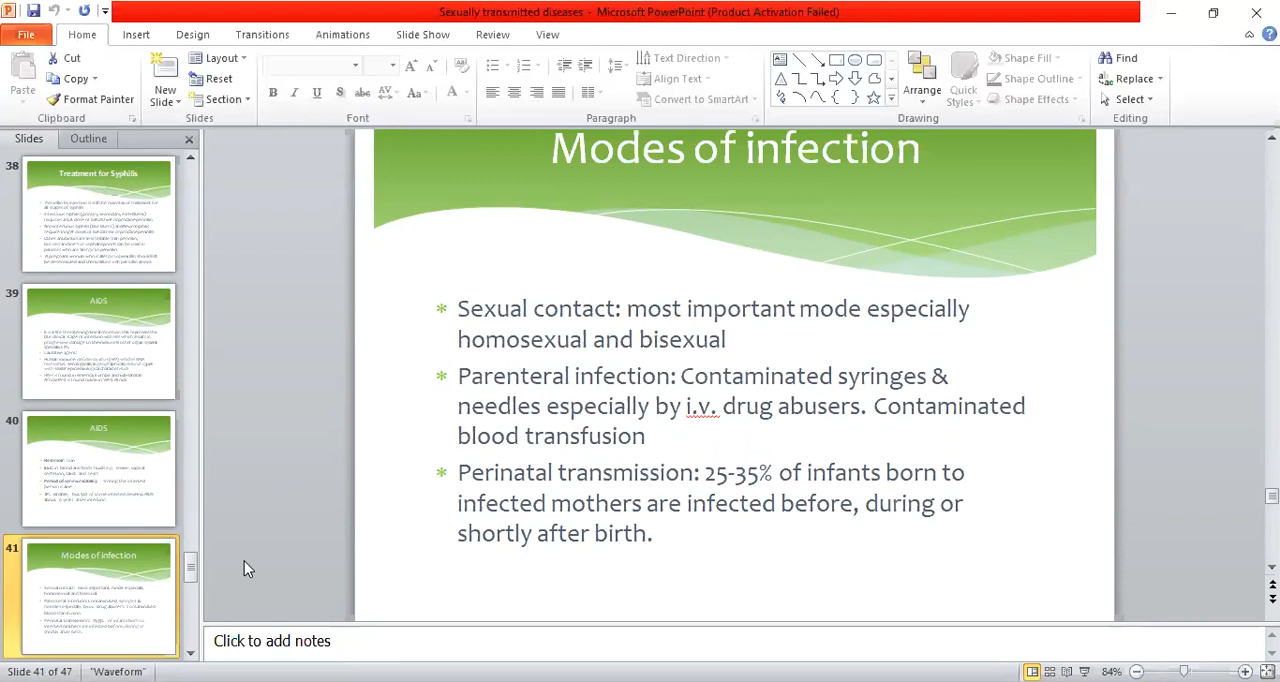 Sexually transmitted diseases - Microsoft PowerPoint (Product Activation Failed)
File Home Insert Design Transitions Animations Slide Show Review View
Paste
Cut
Copy
Format Painter
Clipboard
New
Slide
Layout
Reset
Section
Slides
B I U S abc AV Aa A
Font
Text Direction
Align Text
Convert to SmartArt
Paragraph
Arrange
Quick
Styles
Shape Fill
Shape Outline
Shape Effects
Drawing
Find
Replace
Select
Editing
Slides Outline
38
Treatment for Syphilis
39
AIDS
40
AIDS
41
Modes of infection
Modes of infection
Sexual contact: most important mode especially
homosexual and bisexual
Parenteral infection: Contaminated syringes &
needles especially by i.v. drug abusers. Contaminated
blood transfusion
Perinatal transmission: 25-35% of infants born to
infected mothers are infected before, during or
shortly after birth.
Click to add notes
Slide 41 of 47 "Waveform" 84%